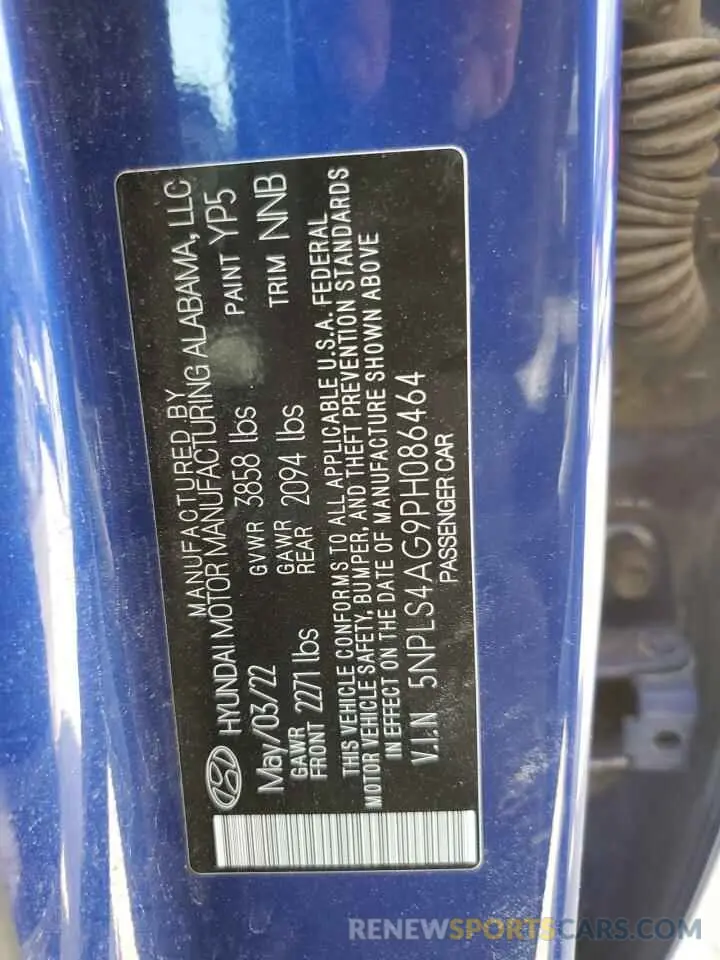 MANUFACTURED BY
HYUNDAI MOTOR MANUFACTURING ALABAMA, LLC
May/03/22 GVWR 3858 lbs PAINT YP5
GAWR FRONT 2271 lbs GAWR REAR 2094 lbs TRIM NNB
THIS VEHICLE CONFORMS TO ALL APPLICABLE U.S.A. FEDERAL
MOTOR VEHICLE SAFETY, BUMPER, AND THEFT PREVENTION STANDARDS
IN EFFECT ON THE DATE OF MANUFACTURE SHOWN ABOVE
V.I.N 5NPLS4AG9PH086464
PASSENGER CAR
RENEWSPORTSCARS.COM